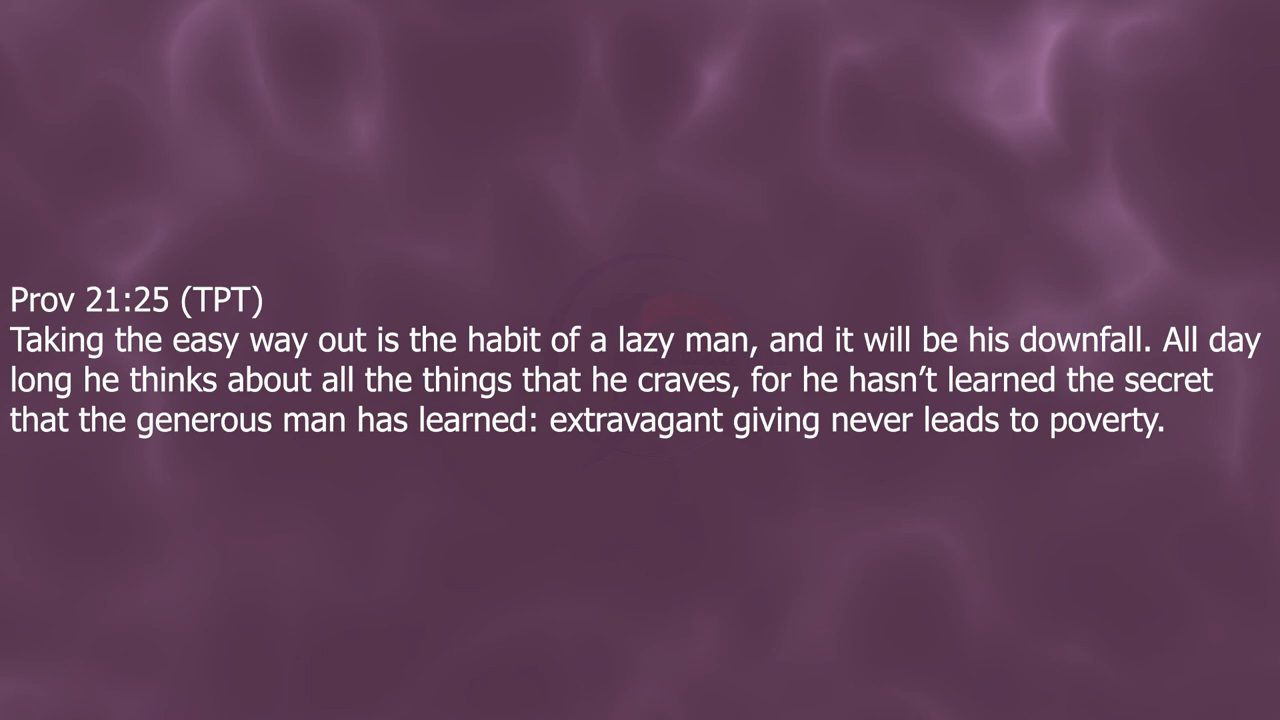 Prov 21:25 (TPT)
Taking the easy way out is the habit of a lazy man, and it will be his downfall. All day
long he thinks about all the things that he craves, for he hasn’t learned the secret
that the generous man has learned: extravagant giving never leads to poverty.